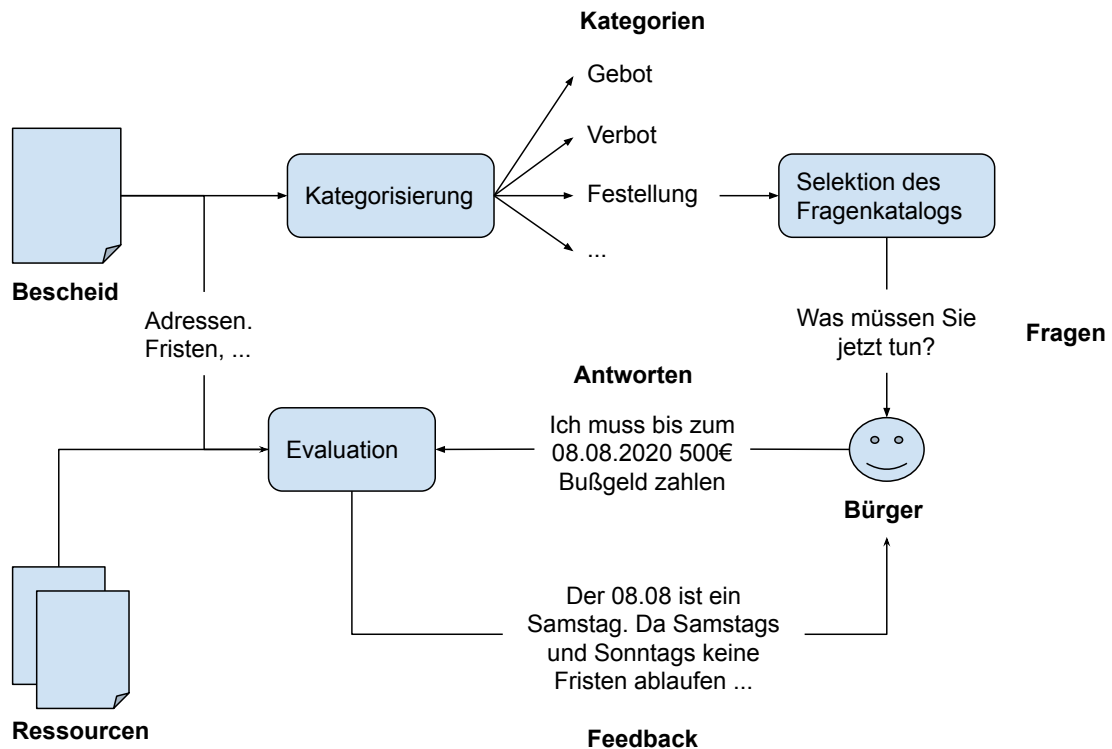 Kategorien
Gebot
Verbot
Kategorisierung
Festellung
Selektion des
Fragenkatalogs
...
Bescheid
Adressen.
Fristen, ...
Was müssen Sie
jetzt tun?
Fragen
Antworten
Ich muss bis zum
08.08.2020 500€
Bußgeld zahlen
Evaluation
Bürger
Der 08.08 ist ein
Samstag. Da Samstags
und Sonntags keine
Fristen ablaufen ...
Ressourcen
Feedback